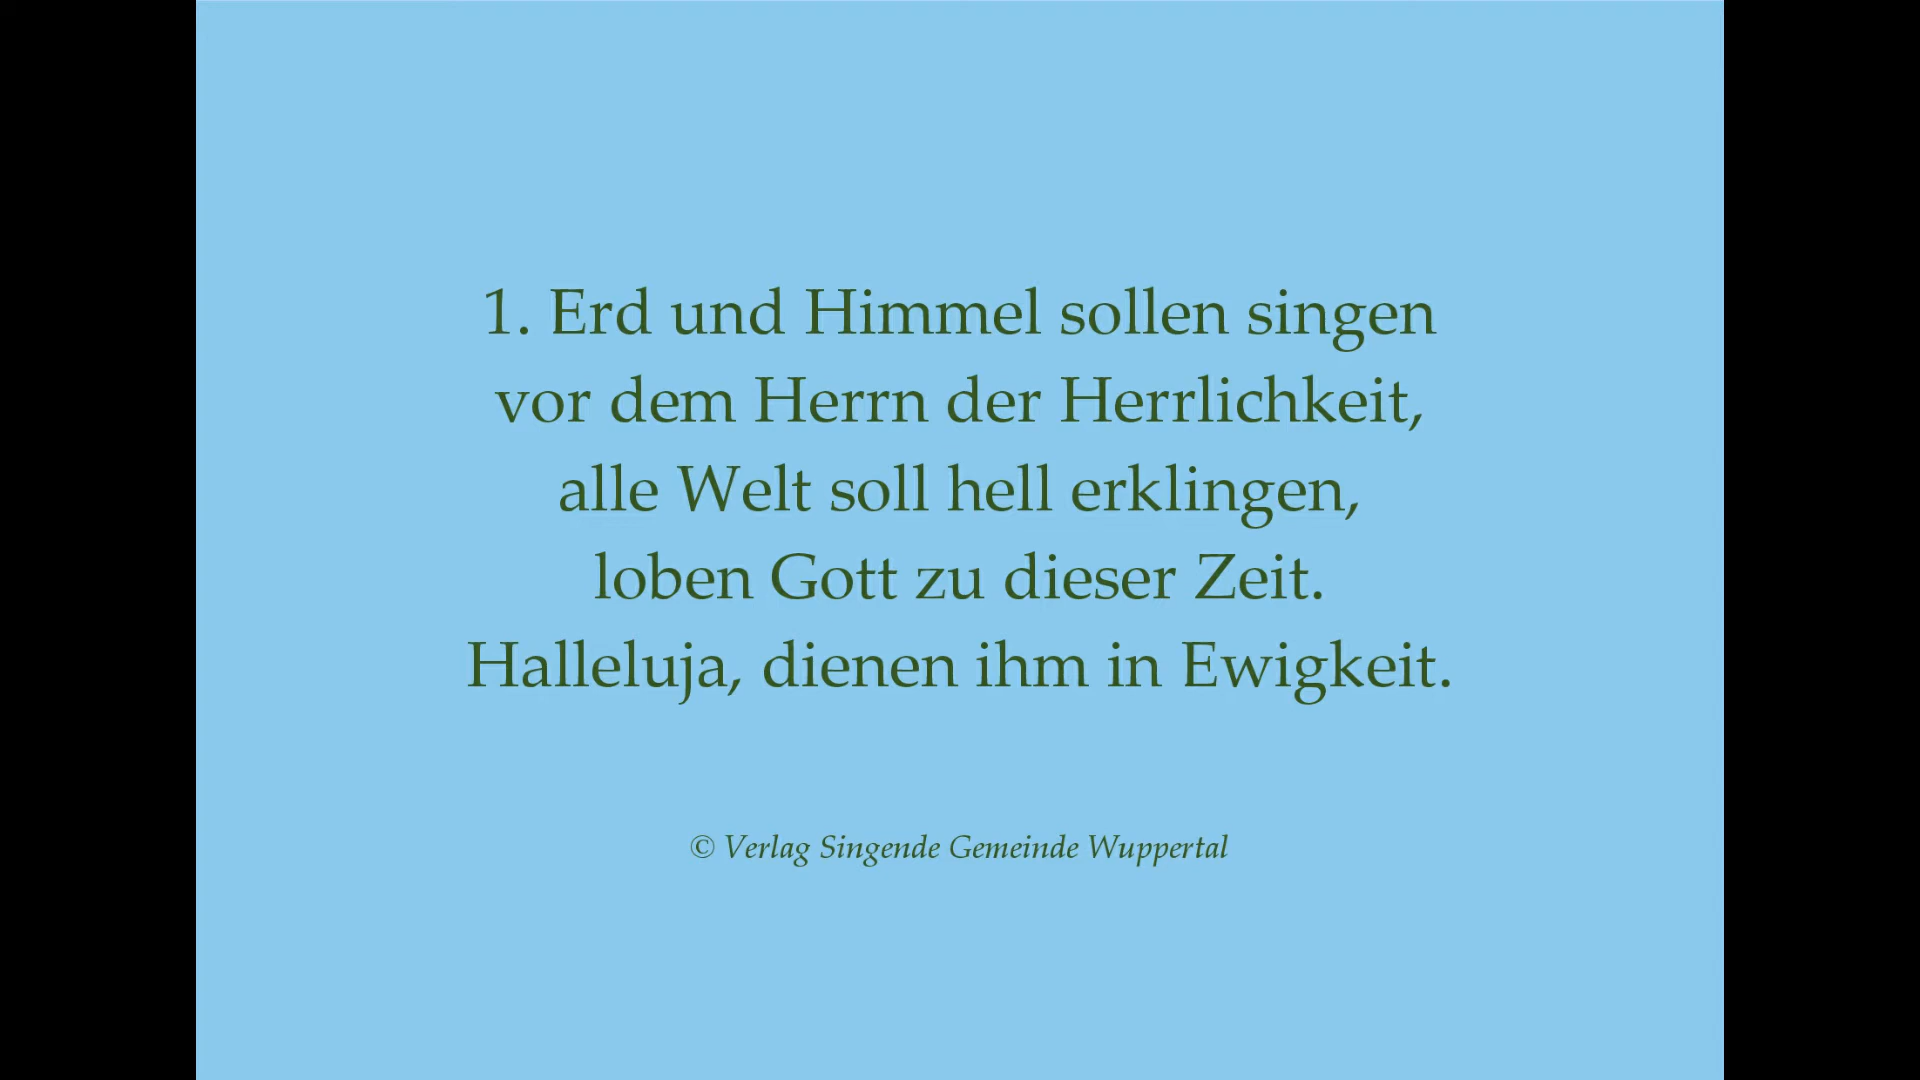 1. Erd und Himmel sollen singen
vor dem Herrn der Herrlichkeit,
alle Welt soll hell erklingen,
loben Gott zu dieser Zeit.
Halleluja, dienen ihm in Ewigkeit.
© Verlag Singende Gemeinde Wuppertal